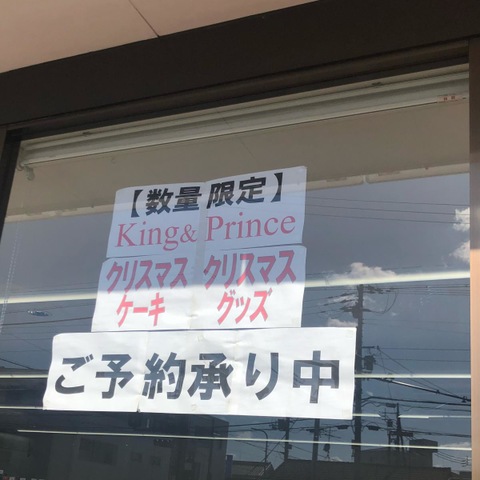 【数量限定】
King& Prince
クリスマス クリスマス
ケーキ グッズ
ご予約承り中